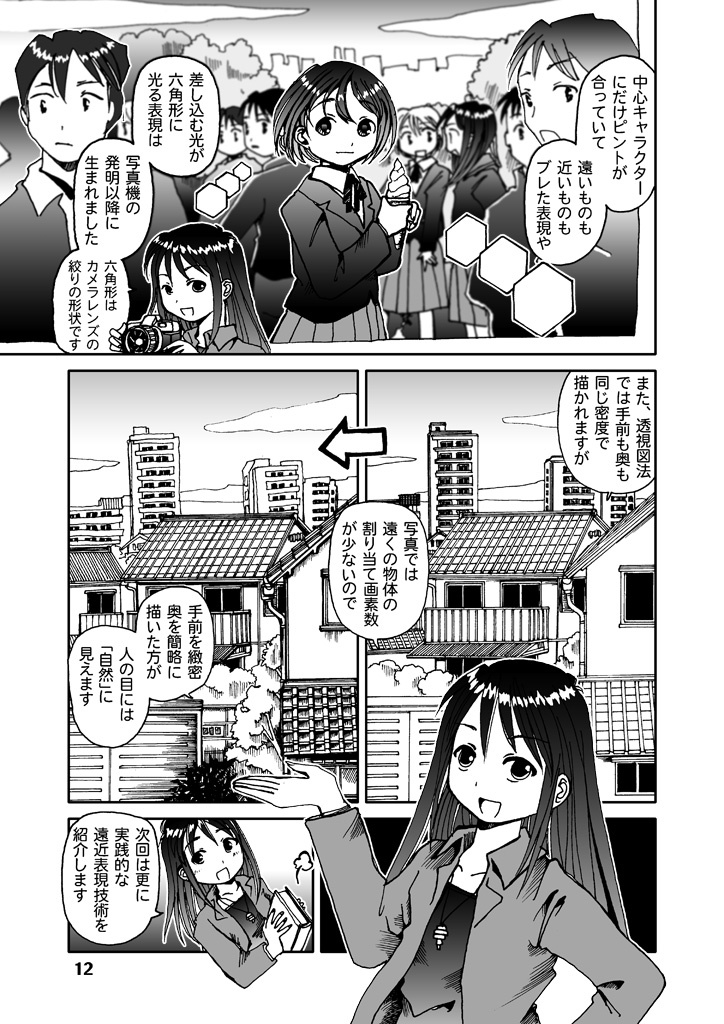 中心キャラクター
にだけピントが
合っていて
遠いものも
近いものも
ブレた表現や
差し込む光が
六角形に
光る表現は
写真機の
発明以降に
生まれました
六角形は
カメラレンズの
絞りの形状です
また、透視図法
では手前も奥も
同じ密度で
描かれますが
写真では
遠くの物体の
割り当て画素数
が少ないので
手前を緻密
奥を簡略に
描いた方が
人の目には
「自然」に
見えます
次回は更に
実践的な
遠近表現技術を
紹介します
12